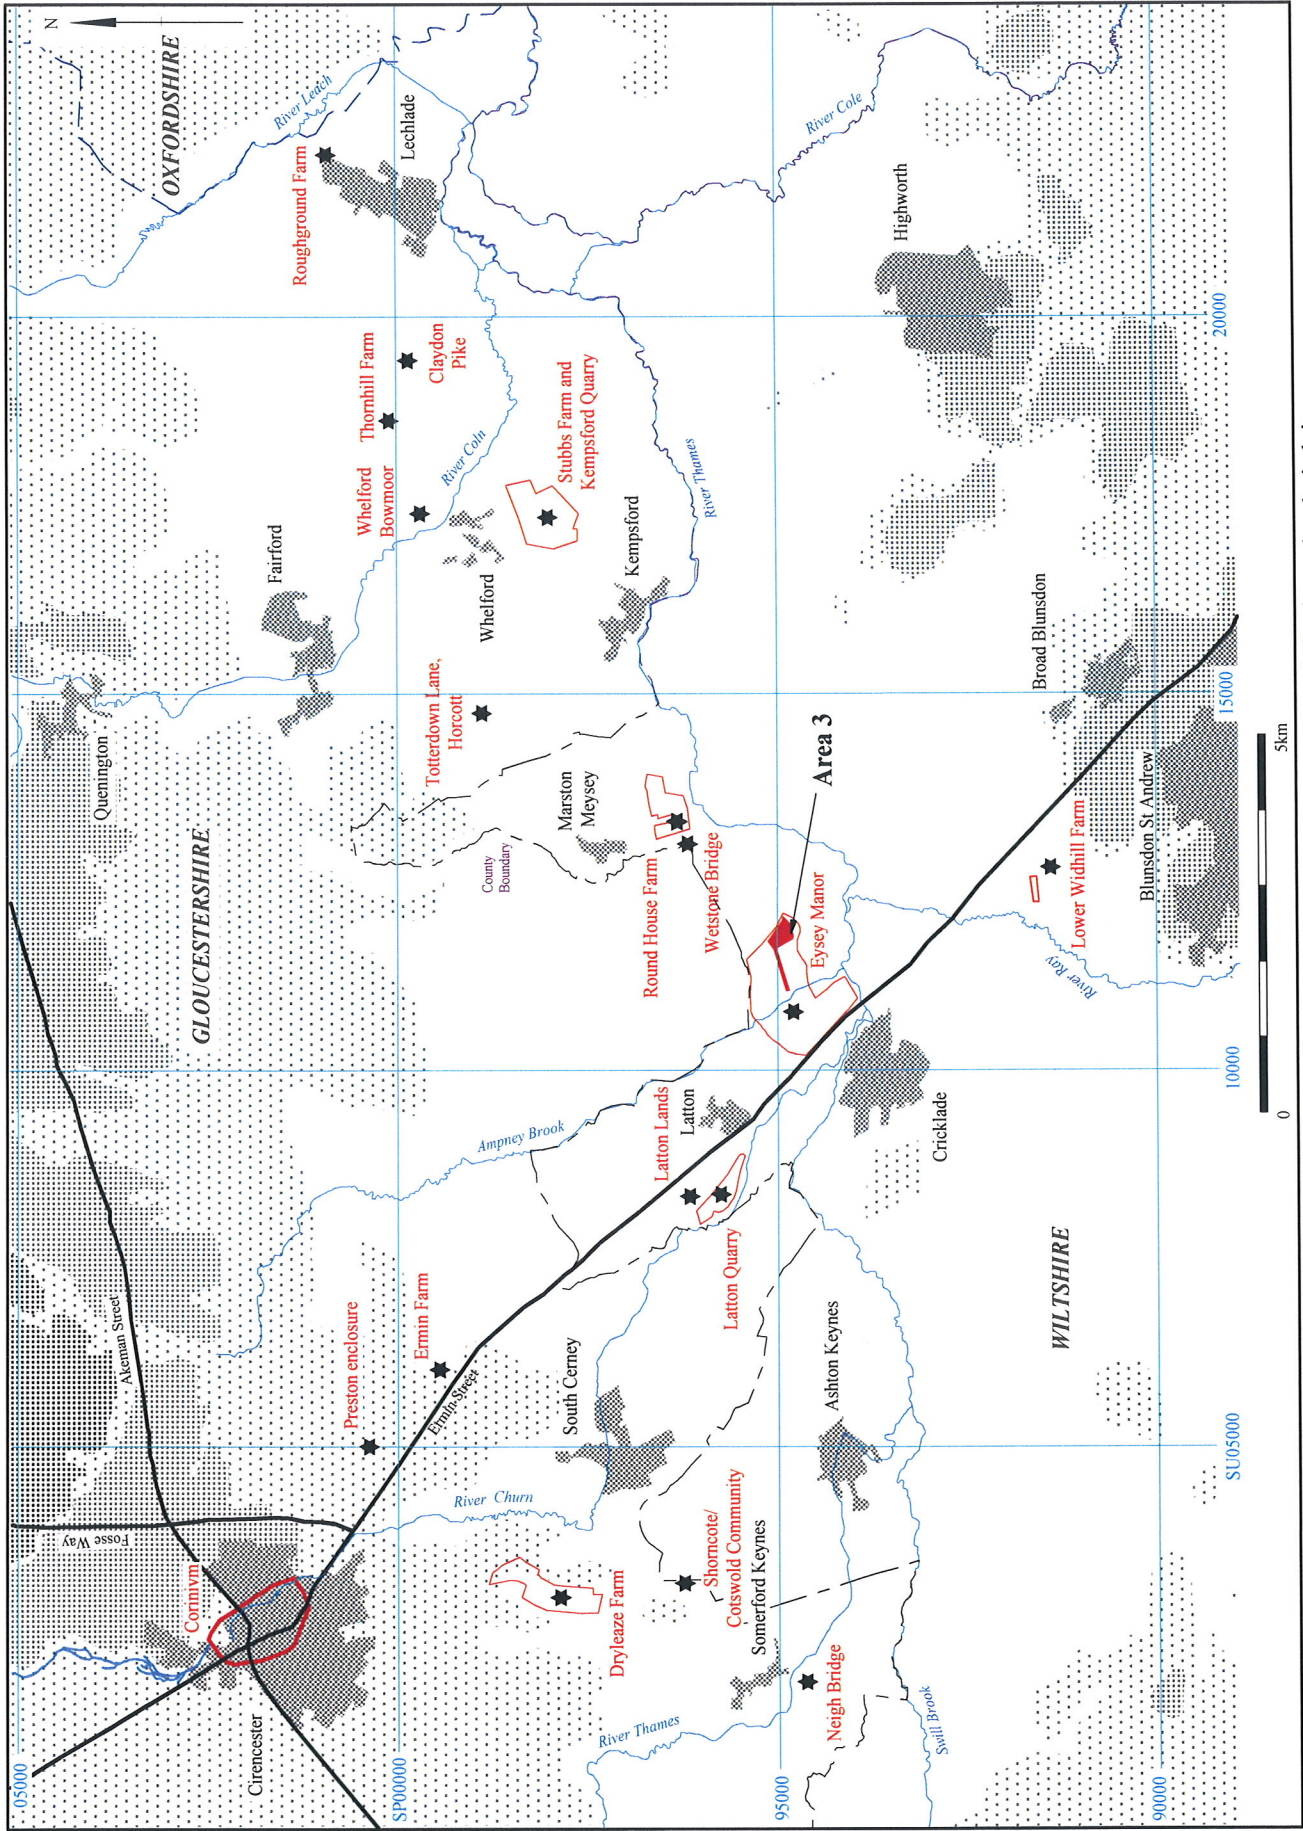 N
OXFORDSHIRE
River Leach
Roughground Farm
Lechlade
River Cole
Highworth
20000
Thornhill Farm
Claydon
Pike
Whelford
Bowmoor
River Coln
Stubbs Farm and
Kempsford Quarry
River Thames
Kempsford
Fairford
Whelford
Quenington
Totterdown Lane,
Horcott
Marston
Meysey
County
Boundary
Broad Blunsdon
15000
GLOUCESTERSHIRE
Round House Farm
Wetstone Bridge
Area 3
Eysey Manor
Lower Widhill Farm
Blunsdon St Andrew
River Ray
0
5km
10000
Ampney Brook
Latton Lands
Latton
Cricklade
Latton Quarry
Akeman Street
Preston enclosure
Ermin Farm
Ermin Street
South Cerney
Ashton Keynes
WILTSHIRE
SU05000
Fosse Way
Corinivm
River Churn
Dryleaze Farm
Shorncote/
Cotswold Community
Somerford Keynes
Neigh Bridge
River Thames
Swill Brook
Cirencester
05000
SP00000
95000
90000